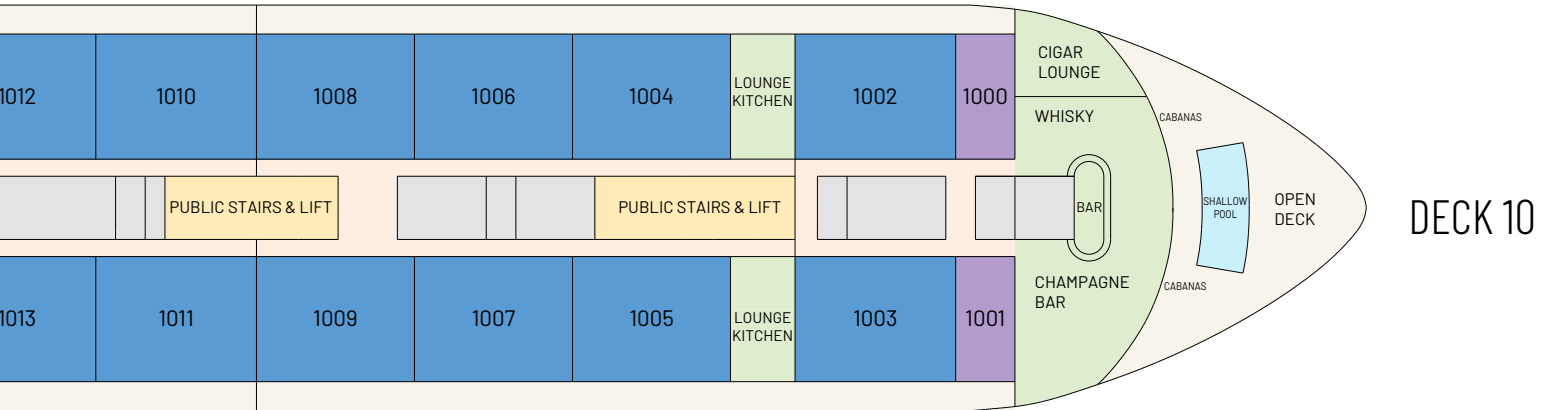 1012
1010
1008
1006
1004
LOUNGE
KITCHEN
1002
1000
CIGAR
LOUNGE
WHISKY
CABANAS
PUBLIC STAIRS & LIFT
PUBLIC STAIRS & LIFT
BAR
SHALLOW
POOL
OPEN
DECK
DECK 10
CHAMPAGNE
BAR
CABANAS
1013
1011
1009
1007
1005
LOUNGE
KITCHEN
1003
1001